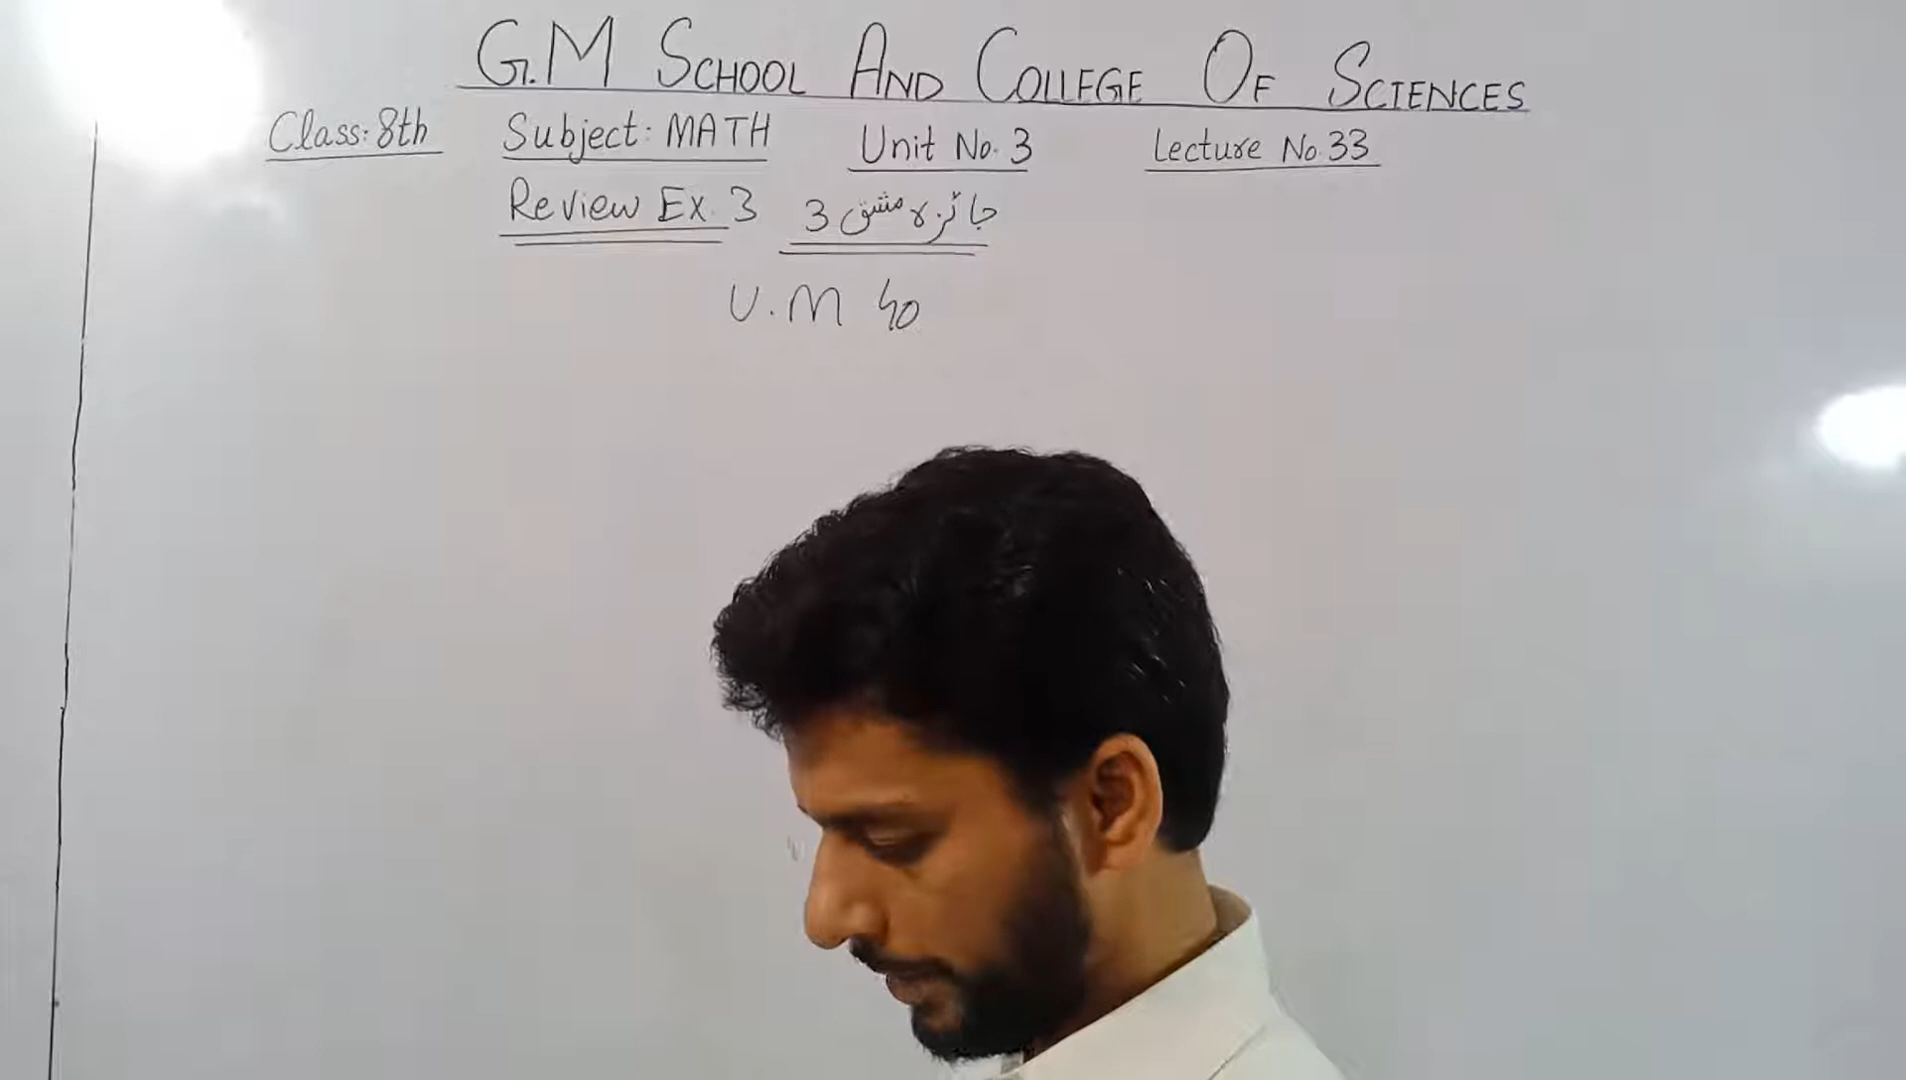 G.M SCHOOL AND COLLEGE OF SCIENCES
Class: 8th Subject: MATH Unit No. 3 Lecture No. 33
Review Ex. 3 جائزہ مشق 3
U.M 40